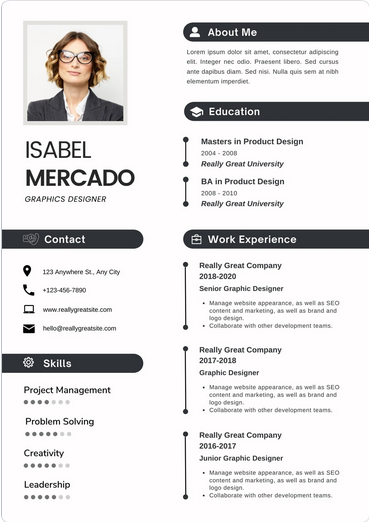 ISABEL
MERCADO
GRAPHICS DESIGNER
Contact
123 Anywhere St., Any City
+123-456-7890
www.reallygreatsite.com
hello@reallygreatsite.com
Skills
Project Management
Problem Solving
Creativity
Leadership
About Me
Lorem ipsum dolor sit amet, consectetur adipiscing
elit. Integer nec odio. Praesent libero. Sed cursus
ante dapibus diam. Sed nisi. Nulla quis sem at nibh
elementum imperdiet.
Education
Masters in Product Design
2004 - 2008
Really Great University
BA in Product Design
2008 - 2010
Really Great University
Work Experience
Really Great Company
2018-2020
Senior Graphic Designer
• Manage website appearance, as well as SEO
content and marketing, as well as brand and
logo design.
• Collaborate with other development teams.
Really Great Company
2017-2018
Graphic Designer
• Manage website appearance, as well as SEO
content and marketing, as well as brand and
logo design.
• Collaborate with other development teams.
Really Great Company
2016-2017
Junior Graphic Designer
• Manage website appearance, as well as SEO
content and marketing, as well as brand and
logo design.
• Collaborate with other development teams.